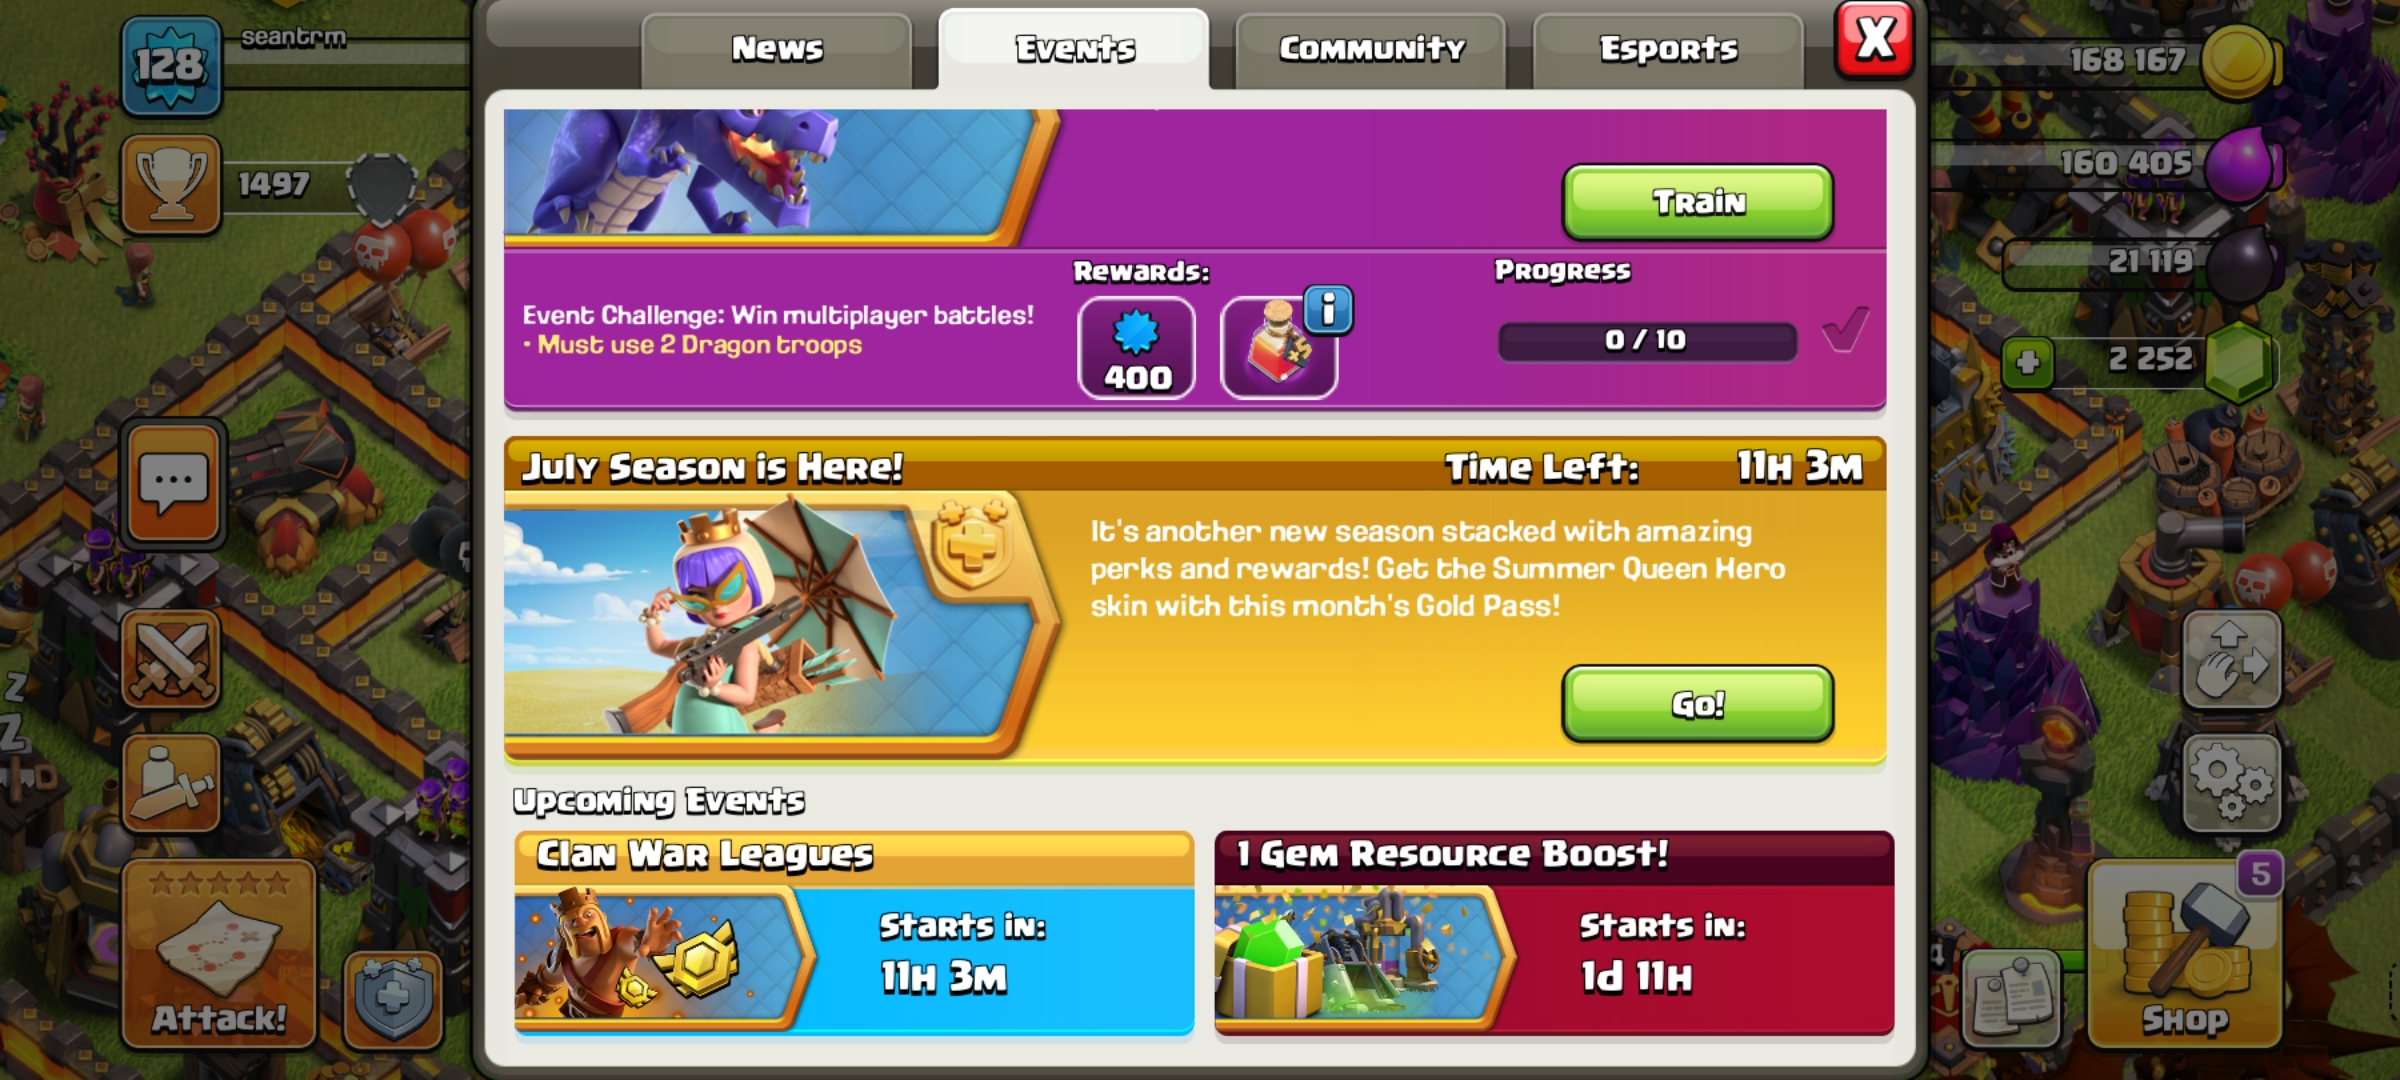 128
seantrm
1497
News
Events
Community
Esports
X
168 167
160 405
21 119
2 252
Train
Event Challenge: Win multiplayer battles!
• Must use 2 Dragon troops
Rewards:
400
i
x5
Progress
0 / 10
July Season is Here!
Time Left:
11H 3M
It's another new season stacked with amazing
perks and rewards! Get the Summer Queen Hero
skin with this month's Gold Pass!
Go!
Upcoming Events
Clan War Leagues
Starts in:
11H 3M
1 Gem Resource Boost!
Starts in:
1d 11H
Z
Z
Attack!
5
Shop